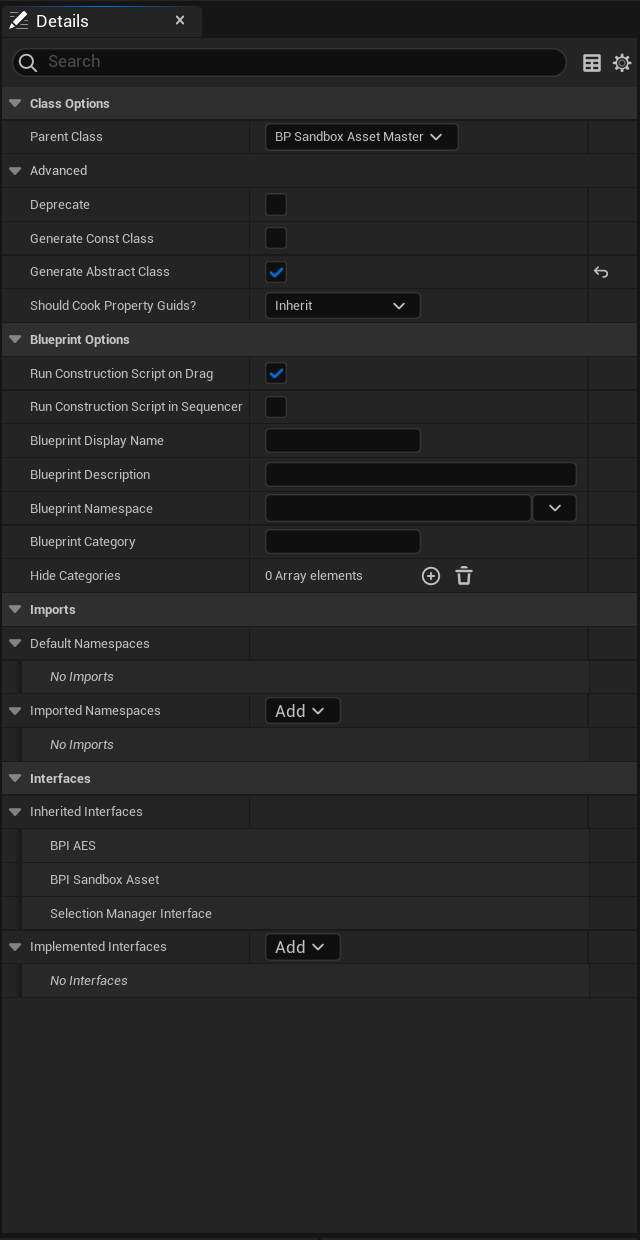 Details
Search
Class Options
Parent Class
BP Sandbox Asset Master
Advanced
Deprecate
Generate Const Class
Generate Abstract Class
Should Cook Property Guids?
Inherit
Blueprint Options
Run Construction Script on Drag
Run Construction Script in Sequencer
Blueprint Display Name
Blueprint Description
Blueprint Namespace
Blueprint Category
Hide Categories
0 Array elements
Imports
Default Namespaces
No Imports
Imported Namespaces
Add
No Imports
Interfaces
Inherited Interfaces
BPI AES
BPI Sandbox Asset
Selection Manager Interface
Implemented Interfaces
Add
No Interfaces